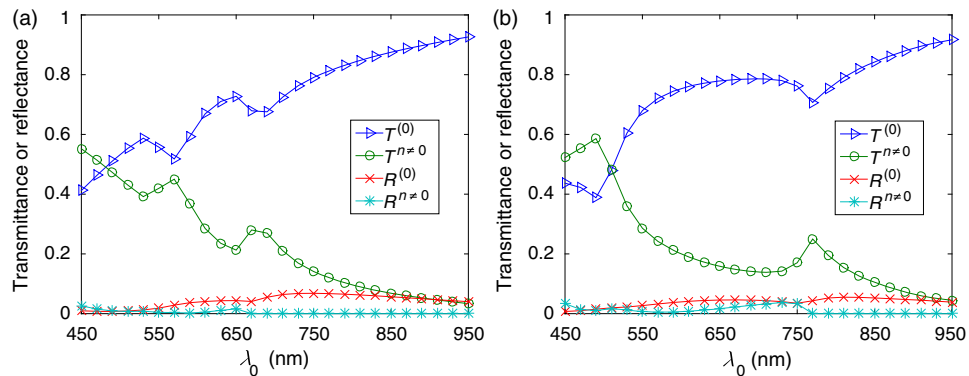 (a)
Transmittance or reflectance
1
0.8
0.6
0.4
0.2
0
450 550 650 750 850 950
λ0 (nm)
T(0)
Tn≠0
R(0)
Rn≠0
(b)
Transmittance or reflectance
1
0.8
0.6
0.4
0.2
0
450 550 650 750 850 950
λ0 (nm)
T(0)
Tn≠0
R(0)
Rn≠0